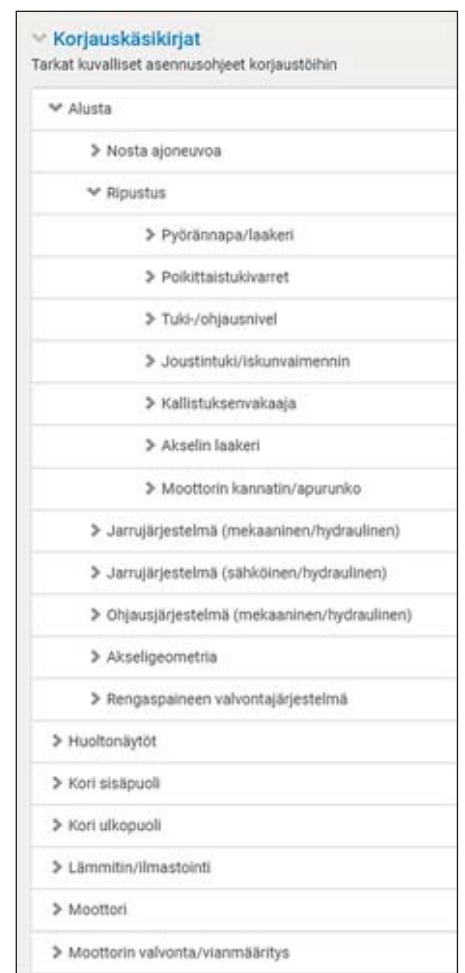 Korjauskäsikirjat
Tarkat kuvalliset asennusohjeet korjaustöihin
Alusta
Nosta ajoneuvoa
Ripustus
Pyörännapa/laakeri
Poikittaistukivarret
Tuki-/ohjausnivel
Joustintuki/iskunvaimennin
Kallistuksenvakaaja
Akselin laakeri
Moottorin kannatin/apurunko
Jarrujärjestelmä (mekaaninen/hydraulinen)
Jarrujärjestelmä (sähköinen/hydraulinen)
Ohjausjärjestelmä (mekaaninen/hydraulinen)
Akseligeometria
Rengaspaineen valvontajärjestelmä
Huoltonäytöt
Kori sisäpuoli
Kori ulkopuoli
Lämmitin/ilmastointi
Moottori
Moottorin valvonta/vianmääritys